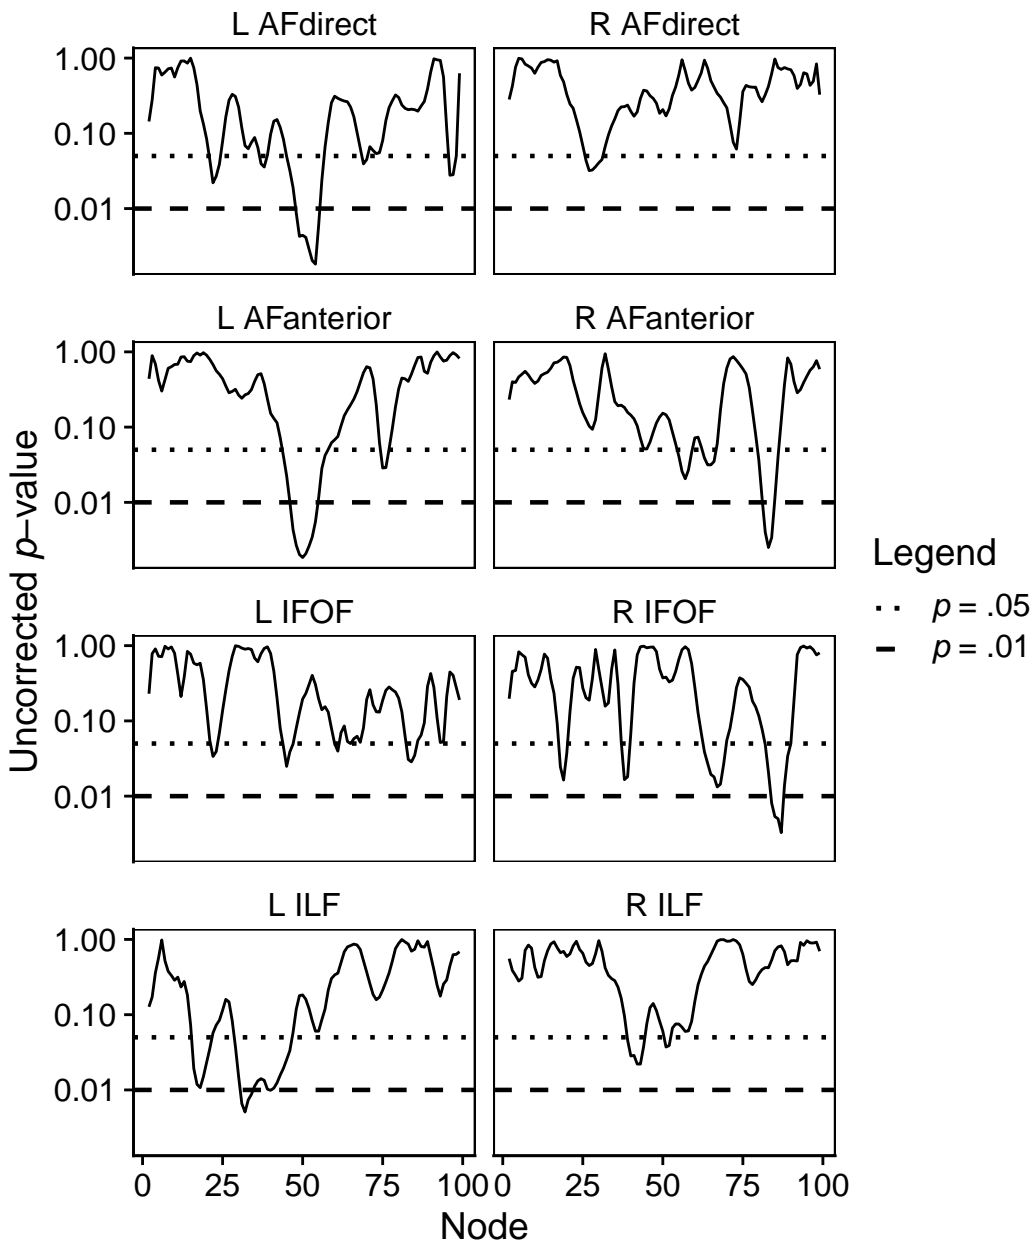 L AFdirect
R AFdirect
1.00
0.10
0.01
L AFanterior
R AFanterior
1.00
0.10
0.01
L IFOF
R IFOF
1.00
0.10
0.01
L ILF
R ILF
1.00
0.10
0.01
0 25 50 75 100
0 25 50 75 100
Node
Uncorrected p−value
Legend
p = .05
p = .01